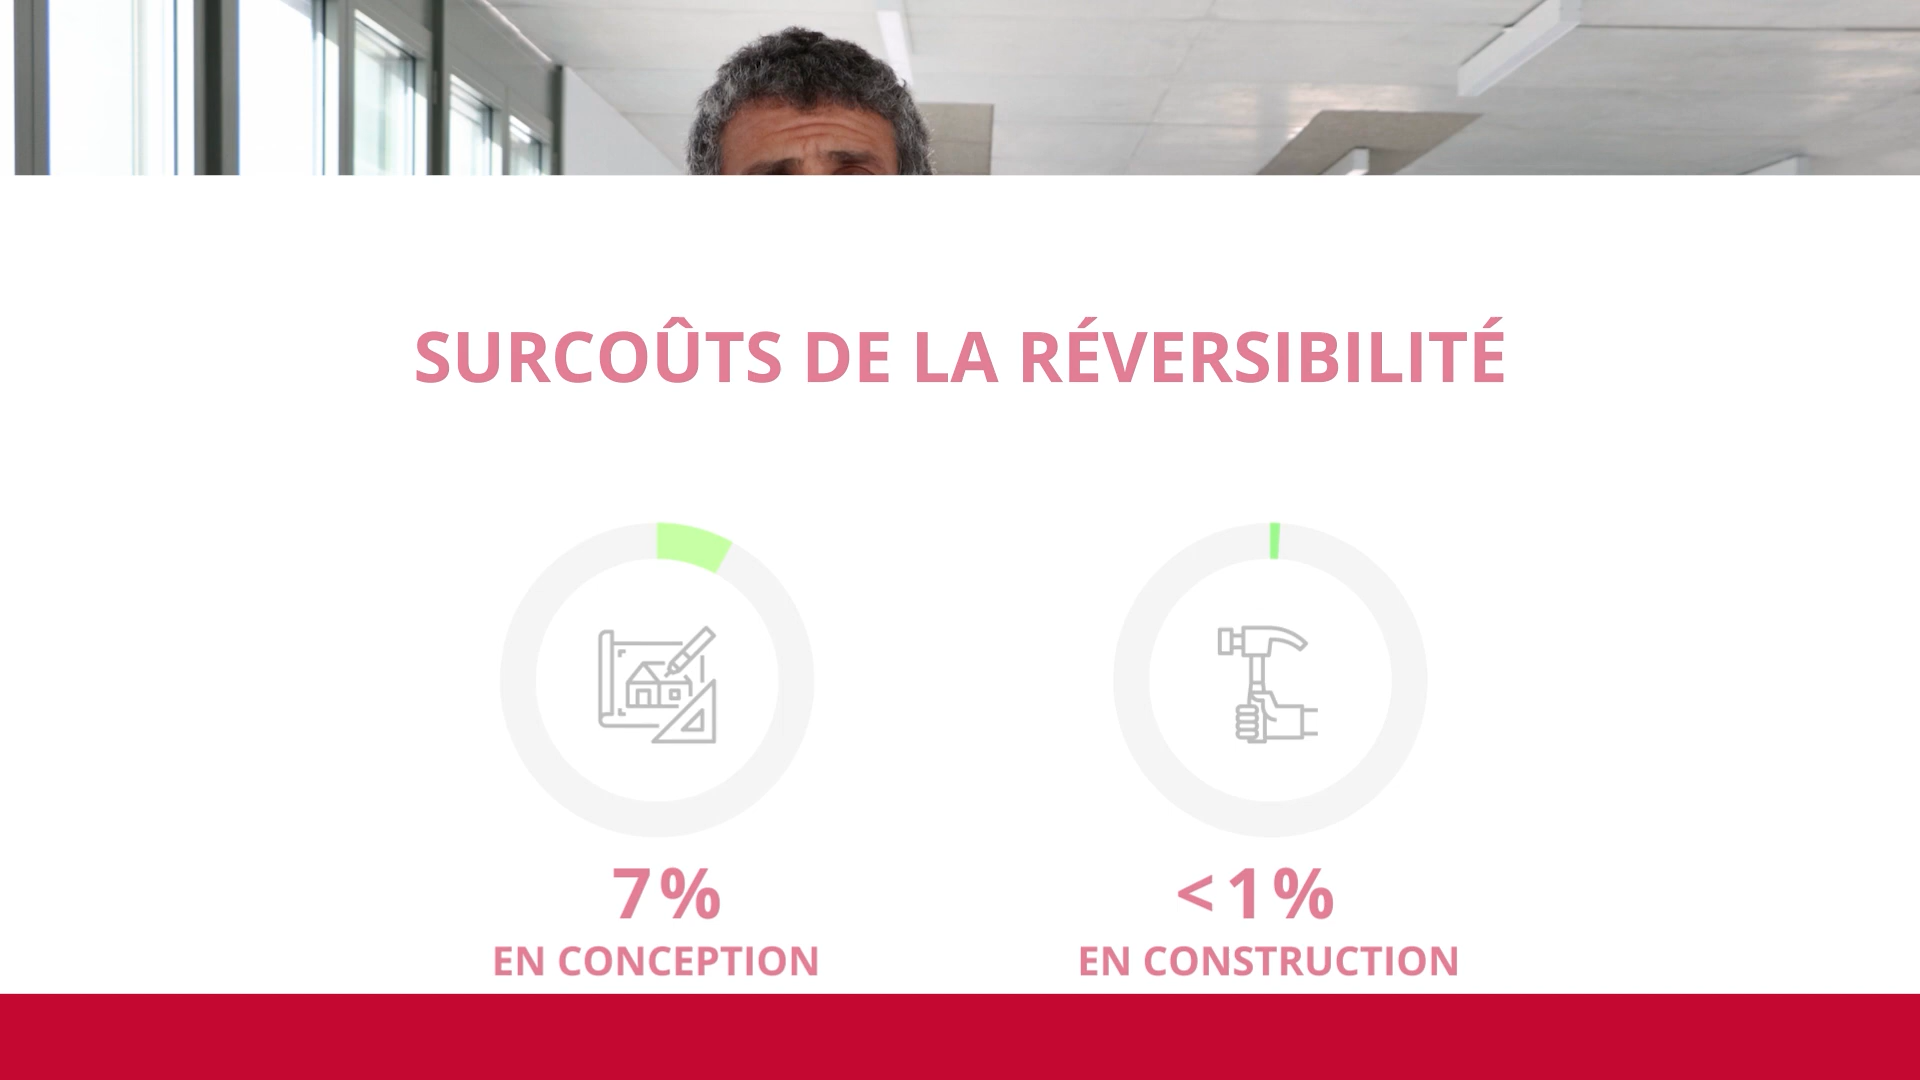 SURCOÛTS DE LA RÉVERSIBILITÉ
7%
EN CONCEPTION
<1%
EN CONSTRUCTION